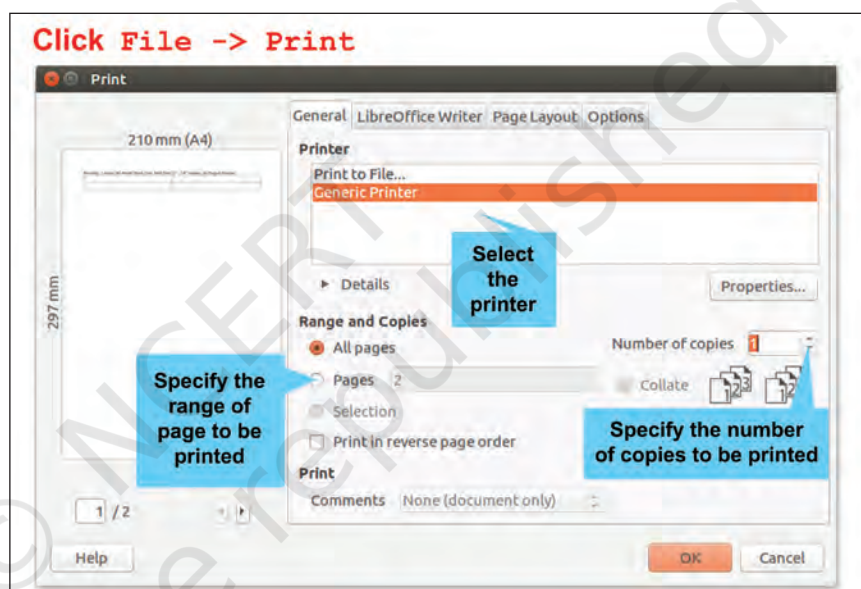 Click File -> Print
Print
General LibreOffice Writer Page Layout Options
210 mm (A4)
297 mm
Printer
Print to File...
Generic Printer
Select
the
printer
Details
Properties...
Range and Copies
All pages
Number of copies 1
Pages 2
Collate
Selection
Print in reverse page order
Specify the
range of
page to be
printed
Specify the number
of copies to be printed
Print
Comments None (document only)
1 / 2
Help
OK Cancel
© NCERT
be republished